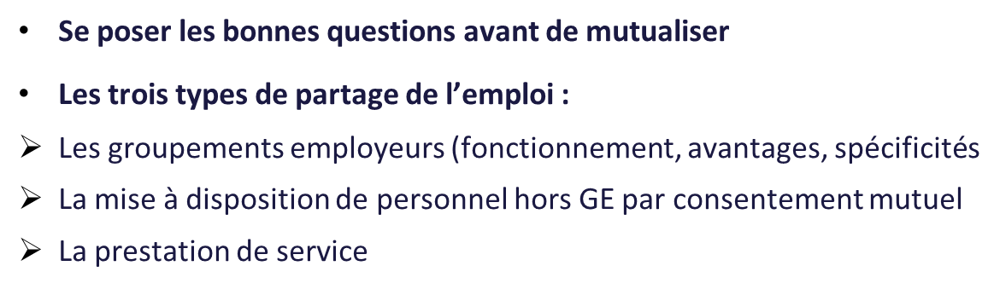 • Se poser les bonnes questions avant de mutualiser
• Les trois types de partage de l’emploi :
➢ Les groupements employeurs (fonctionnement, avantages, spécificités
➢ La mise à disposition de personnel hors GE par consentement mutuel
➢ La prestation de service